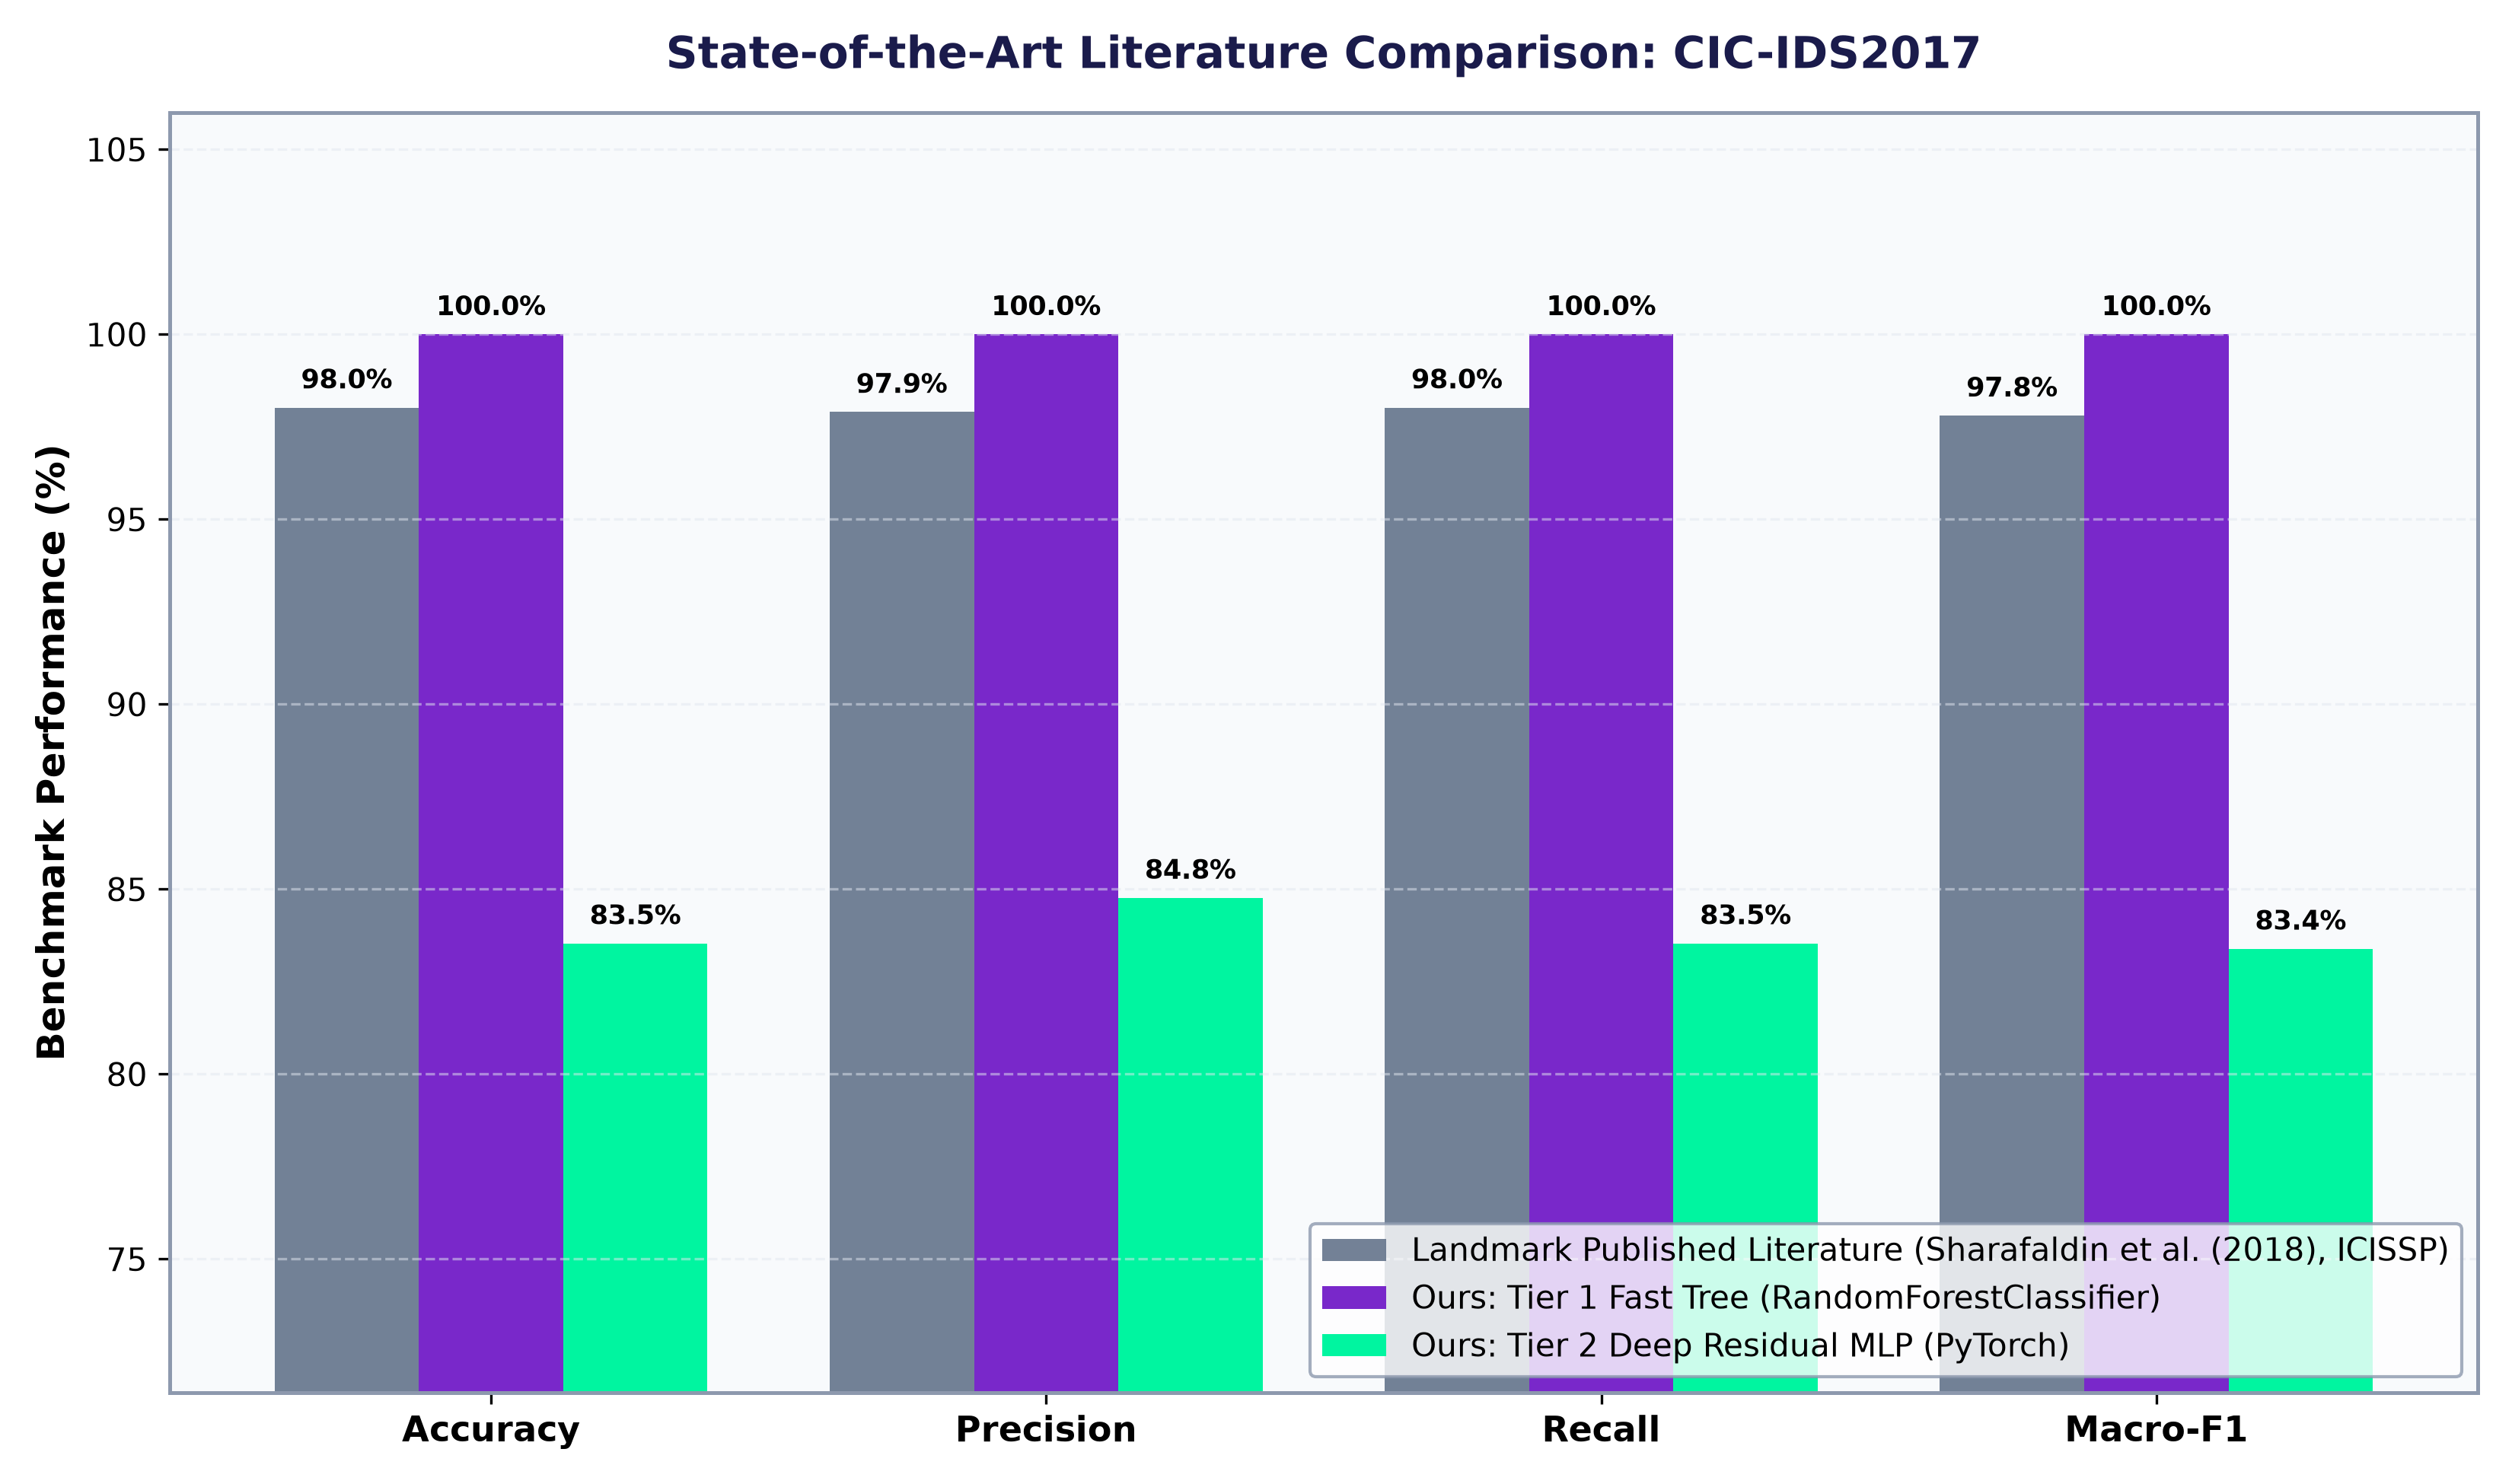 State-of-the-Art Literature Comparison: CIC-IDS2017
Benchmark Performance (%)
105
100
95
90
85
80
75
98.0%
100.0%
83.5%
97.9%
100.0%
84.8%
98.0%
100.0%
83.5%
97.8%
100.0%
83.4%
Landmark Published Literature (Sharafaldin et al. (2018), ICISSP)
Ours: Tier 1 Fast Tree (RandomForestClassifier)
Ours: Tier 2 Deep Residual MLP (PyTorch)
Accuracy
Precision
Recall
Macro-F1